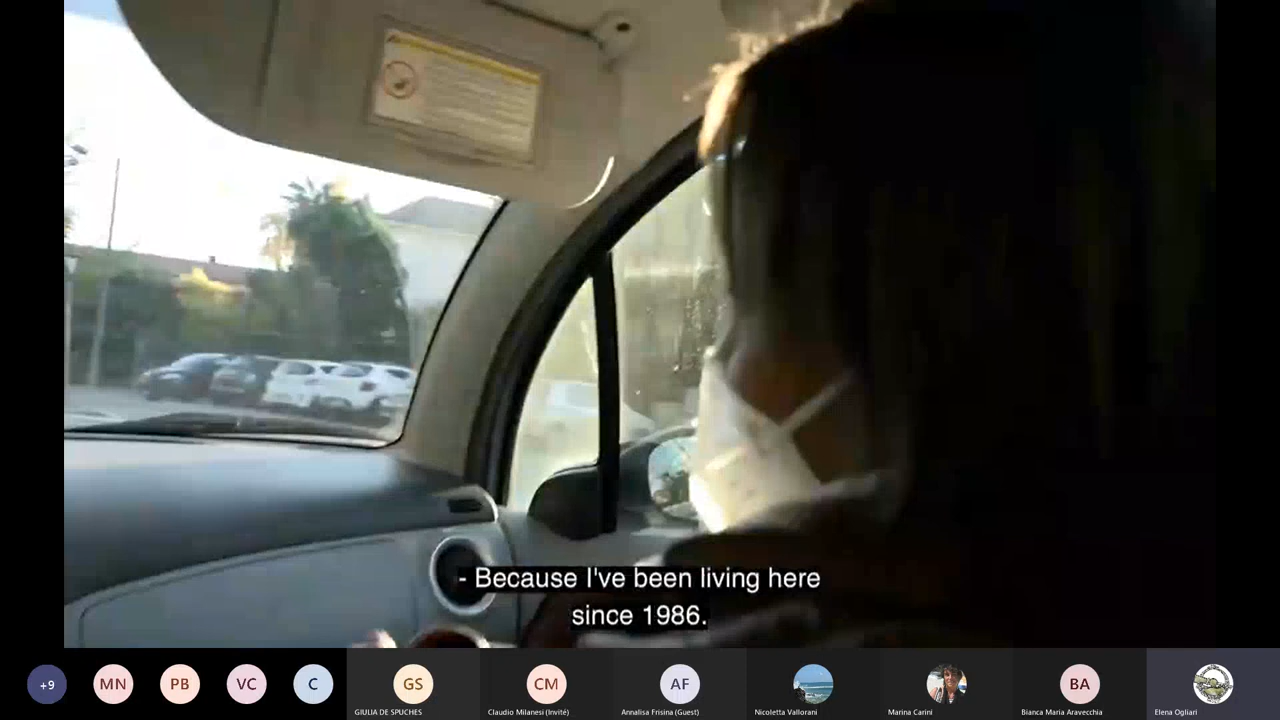 - Because I've been living here
since 1986.
+9
MN
PB
VC
C
GS
CM
AF
BA
GIULIA DE SPUCHES
Claudio Milanesi (Invité)
Annalisa Frisina (Guest)
Nicoletta Vallorani
Marina Carini
Bianca Maria Aravecchia
Elena Ogliari